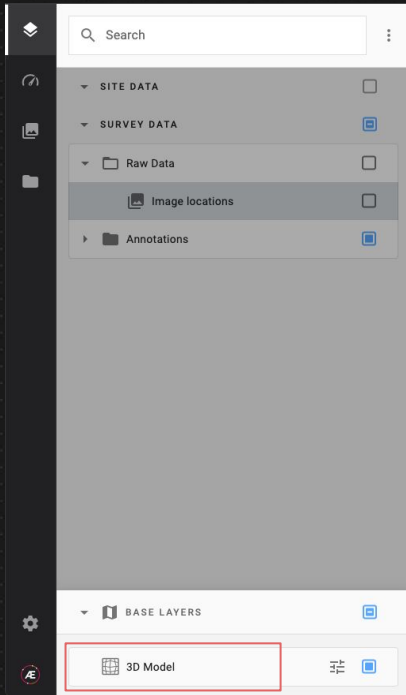 Search
SITE DATA
SURVEY DATA
Raw Data
Image locations
Annotations
BASE LAYERS
3D Model
Æ